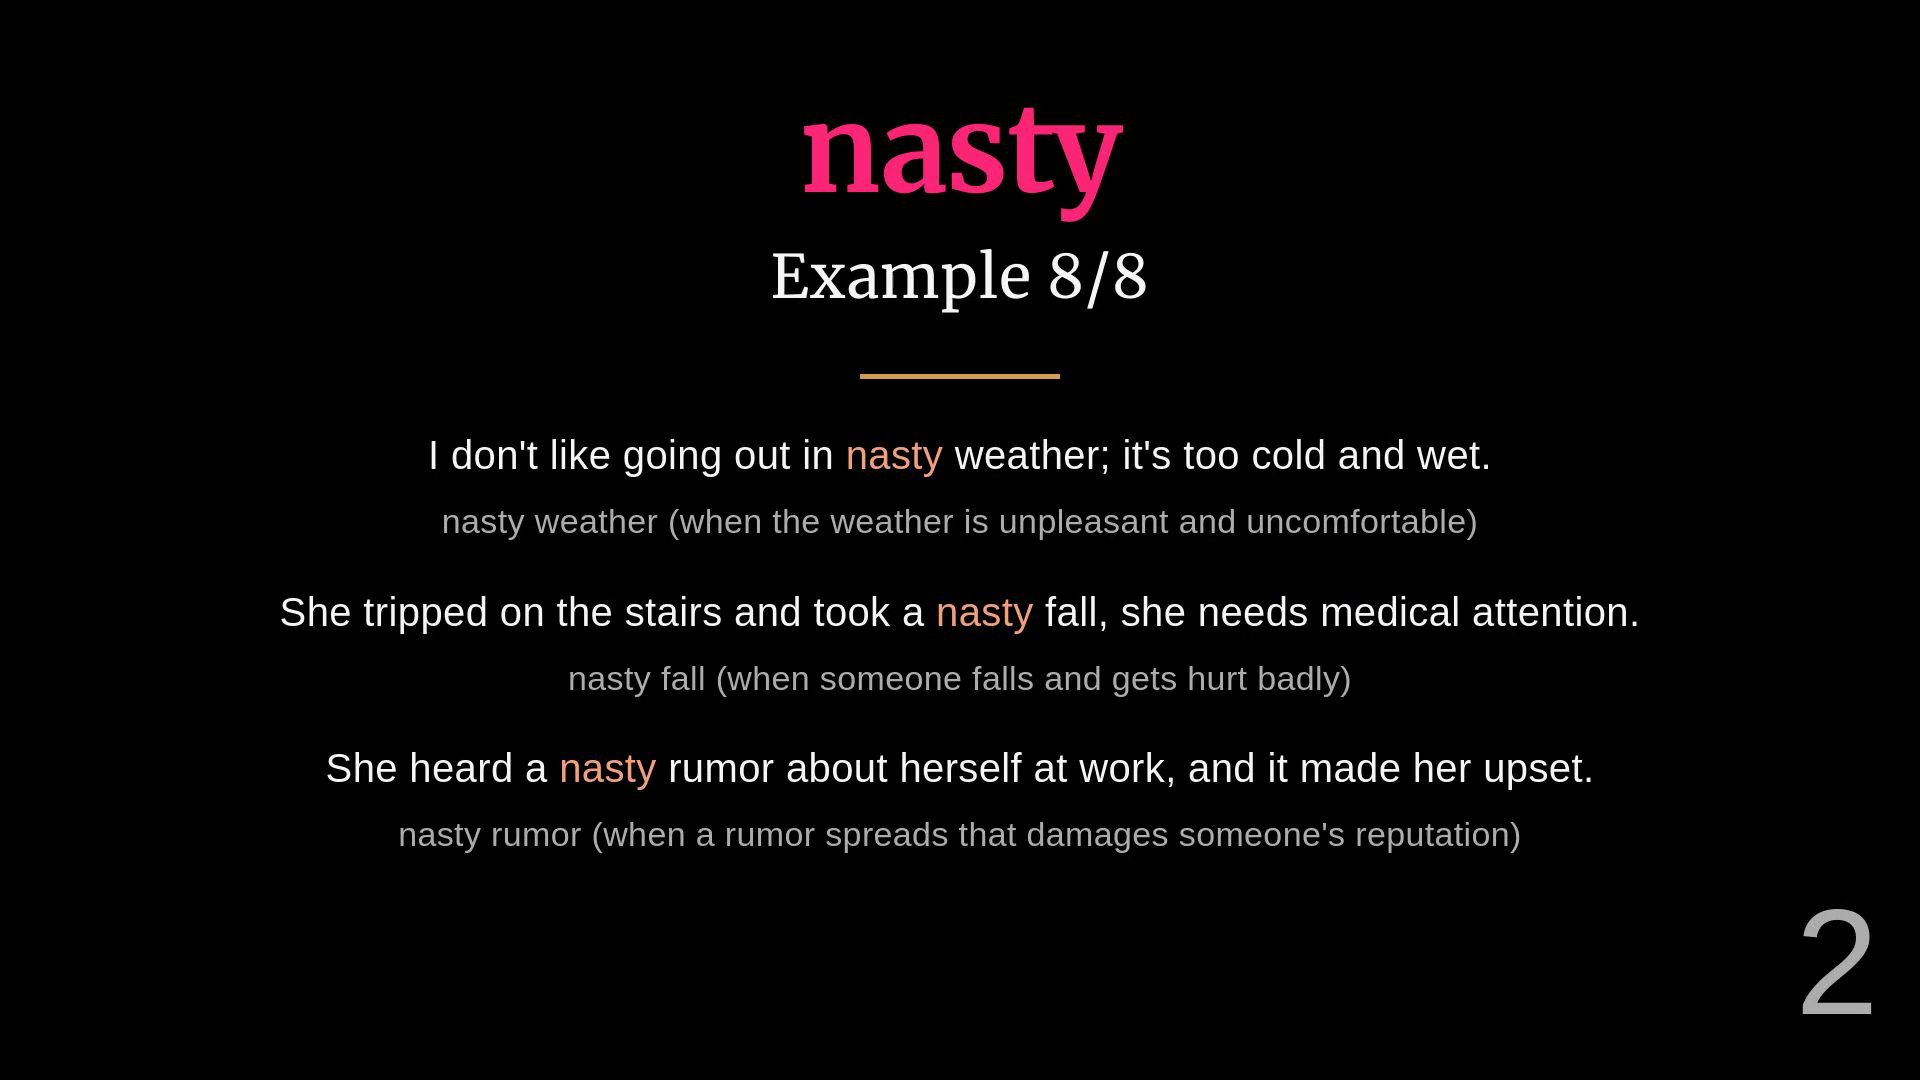 nasty
Example 8/8
I don't like going out in nasty weather; it's too cold and wet.
nasty weather (when the weather is unpleasant and uncomfortable)
She tripped on the stairs and took a nasty fall, she needs medical attention.
nasty fall (when someone falls and gets hurt badly)
She heard a nasty rumor about herself at work, and it made her upset.
nasty rumor (when a rumor spreads that damages someone's reputation)
2